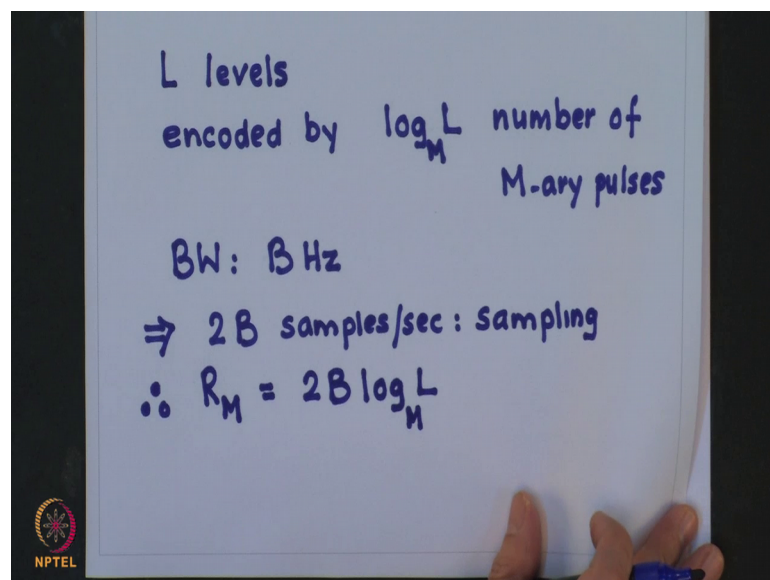 L levels
encoded by log_M L number of
M-ary pulses
BW: B Hz
⇒ 2B samples/sec: sampling
∴ R_M = 2B log_M L
NPTEL